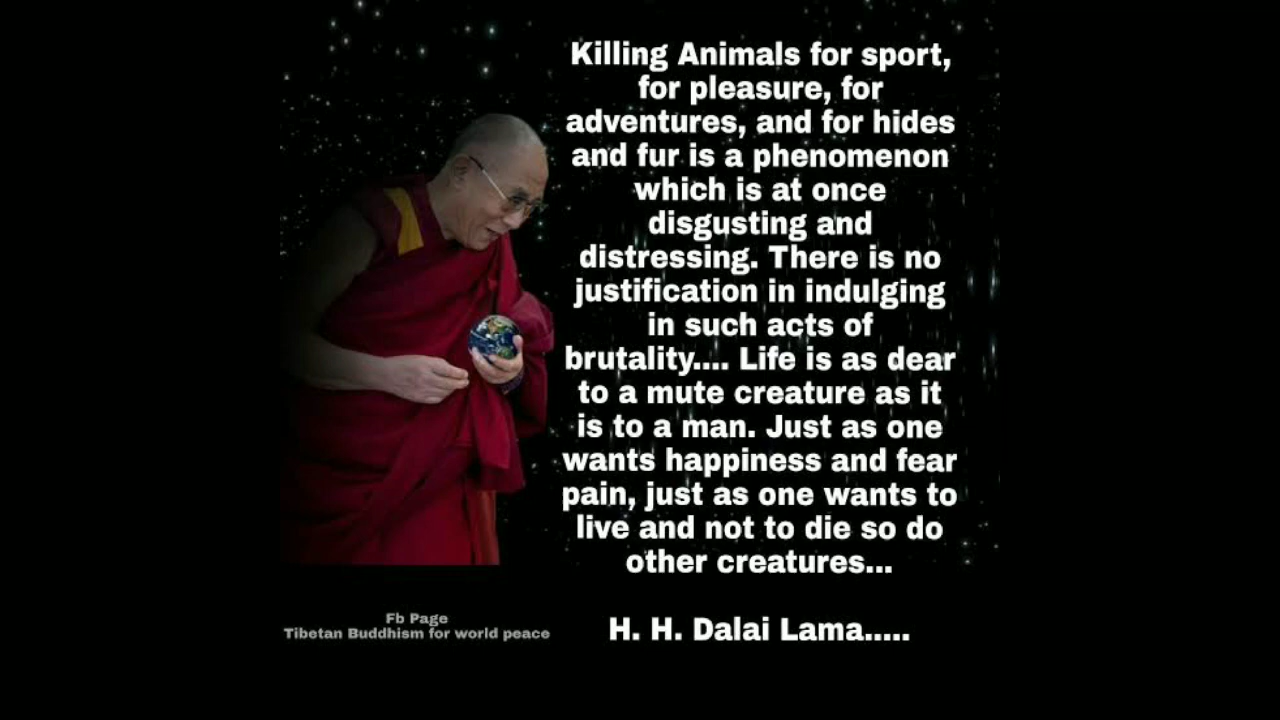 Killing Animals for sport,
for pleasure, for
adventures, and for hides
and fur is a phenomenon
which is at once
disgusting and
distressing. There is no
justification in indulging
in such acts of
brutality.... Life is as dear
to a mute creature as it
is to a man. Just as one
wants happiness and fear
pain, just as one wants to
live and not to die so do
other creatures...
H. H. Dalai Lama.....
Fb Page
Tibetan Buddhism for world peace